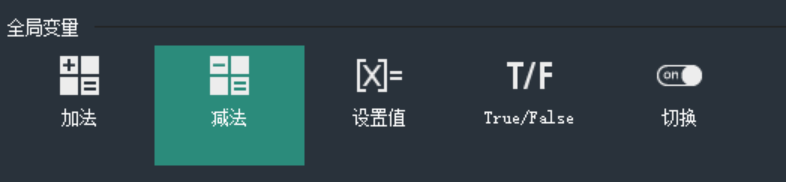 全局变量
[X]= T/F on
加法 减法 设置值 True/False 切换